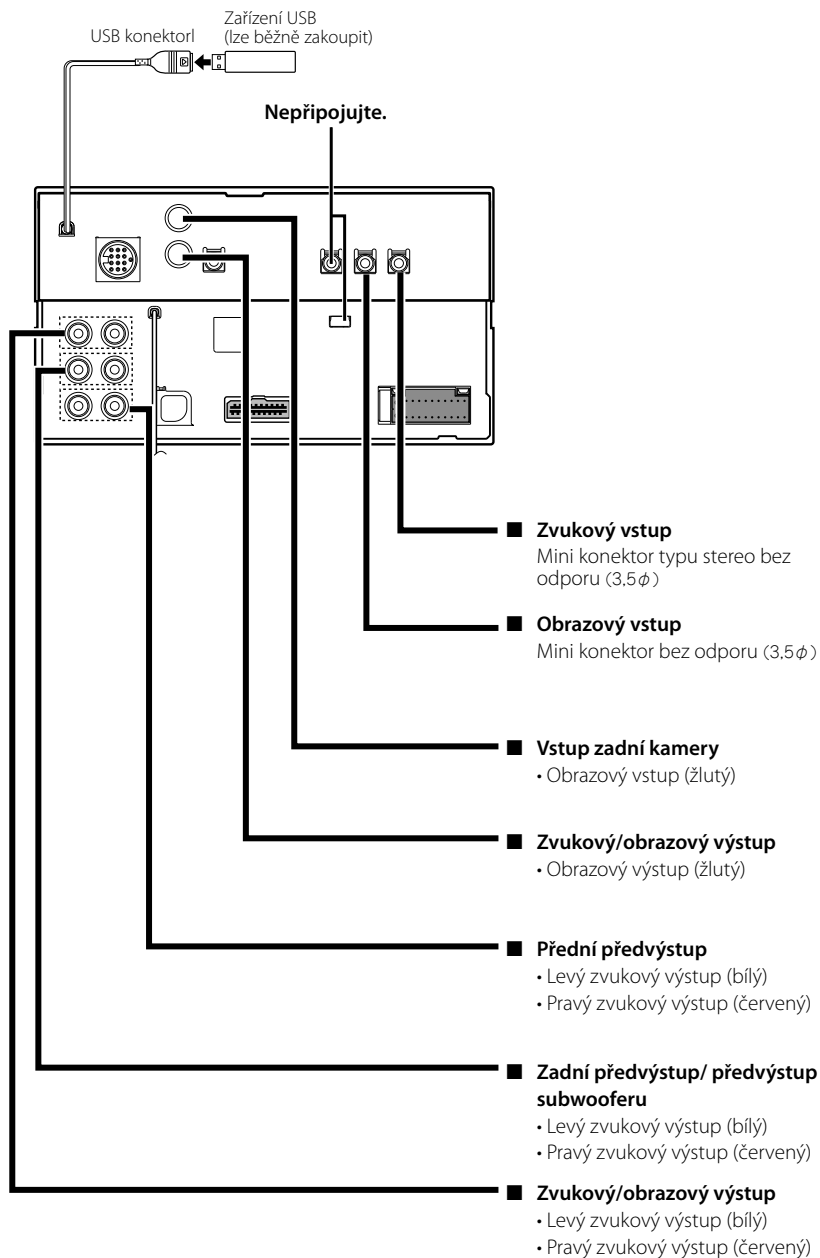 Zařízení USB
(lze běžně zakoupit)
USB konektorl
Nepřipojujte.
■ Zvukový vstup
Mini konektor typu stereo bez
odporu (3,5φ)
■ Obrazový vstup
Mini konektor bez odporu (3,5φ)
■ Vstup zadní kamery
• Obrazový vstup (žlutý)
■ Zvukový/obrazový výstup
• Obrazový výstup (žlutý)
■ Přední předvýstup
• Levý zvukový výstup (bílý)
• Pravý zvukový výstup (červený)
■ Zadní předvýstup/ předvýstup
subwooferu
• Levý zvukový výstup (bílý)
• Pravý zvukový výstup (červený)
■ Zvukový/obrazový výstup
• Levý zvukový výstup (bílý)
• Pravý zvukový výstup (červený)